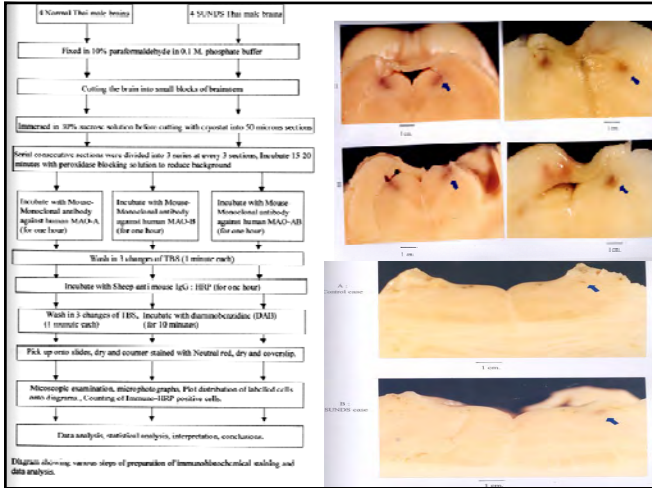 4 Normal Thai male brains
4 SUNDS Thai male brains
Fixed in 10% paraformaldehyde in 0.1 M. phosphate buffer
Cutting the brain into small blocks of brainstem
Immersed in 30% sucrose solution before cutting with cryostat into 50 microns sections
Serial consecutive sections were divided into 3 series at every 3 sections, Incubate 15-20
minutes with peroxidase blocking solution to reduce background
Incubate with Mouse-
Monoclonal antibody
against human MAO-A
(for one hour)
Incubate with Mouse-
Monoclonal antibody
against human MAO-B
(for one hour)
Incubate with Mouse-
Monoclonal antibody
against human MAO-AB
(for one hour)
Wash in 3 changes of TBS (1 minute each)
Incubate with Sheep anti mouse IgG : HRP (for one hour)
Wash in 3 changes of TBS,
(1 minute each)
Incubate with diaminobenzidine (DAB)
(for 10 minutes)
Pick up onto slides, dry and counter stained with Neutral red, dry and coverslip.
Microscopic examination, microphotographs, Plot distribution of labelled cells
onto diagrams., Counting of Immuno-HRP positive cells.
Data analysis, statistical analysis, interpretation, conclusions.
Diagram showing various steps of preparation of immunohistochemical staining and
data analysis.
1 cm.
1 cm.
1 cm.
1 cm.
A :
Control case
1 cm.
B :
SUNDS case
1 cm.